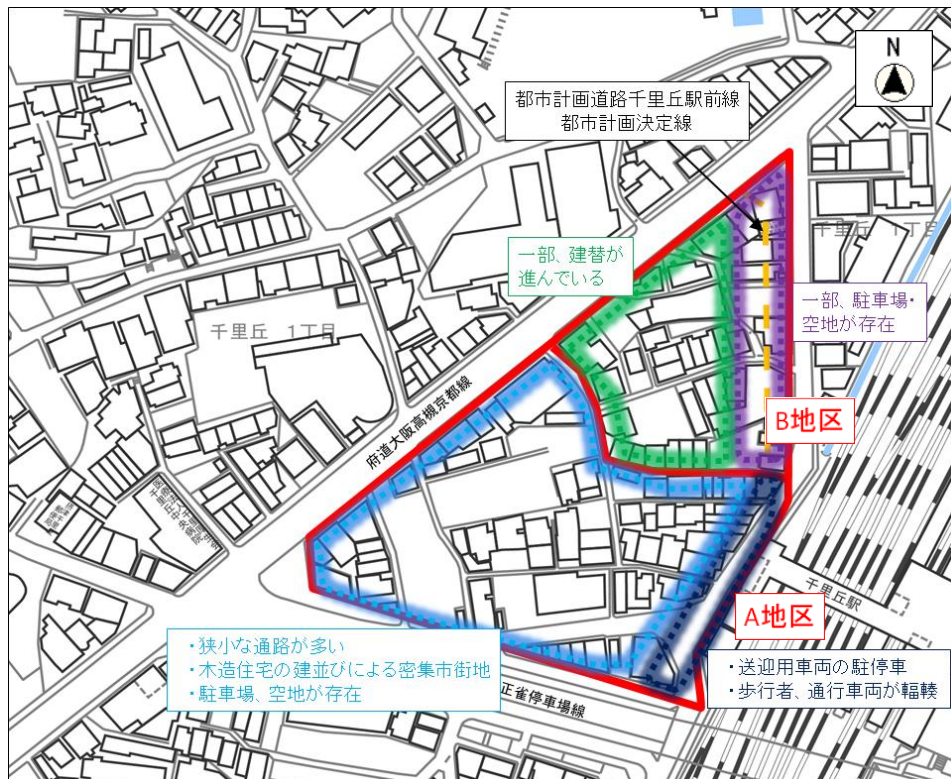 N
都市計画道路千里丘駅前線
都市計画決定線
千里丘 1丁目
一部、建替が
進んでいる
一部、駐車場・
空地が存在
千里丘 1丁目
府道大阪高槻京都線
B地区
千里丘駅
A地区
・狭小な通路が多い
・木造住宅の建並びによる密集市街地
・駐車場、空地が存在
・送迎用車両の駐停車
・歩行者、通行車両が輻輳
正雀停車場線